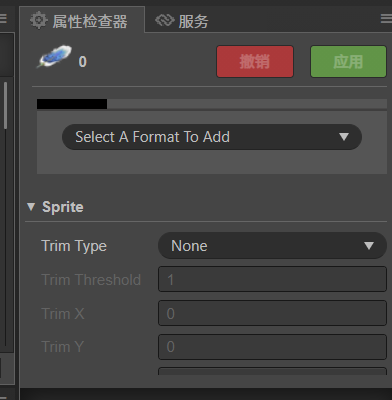 属性检查器 服务
0 撤销 应用
Select A Format To Add
Sprite
Trim Type None
Trim Threshold 1
Trim X 0
Trim Y 0